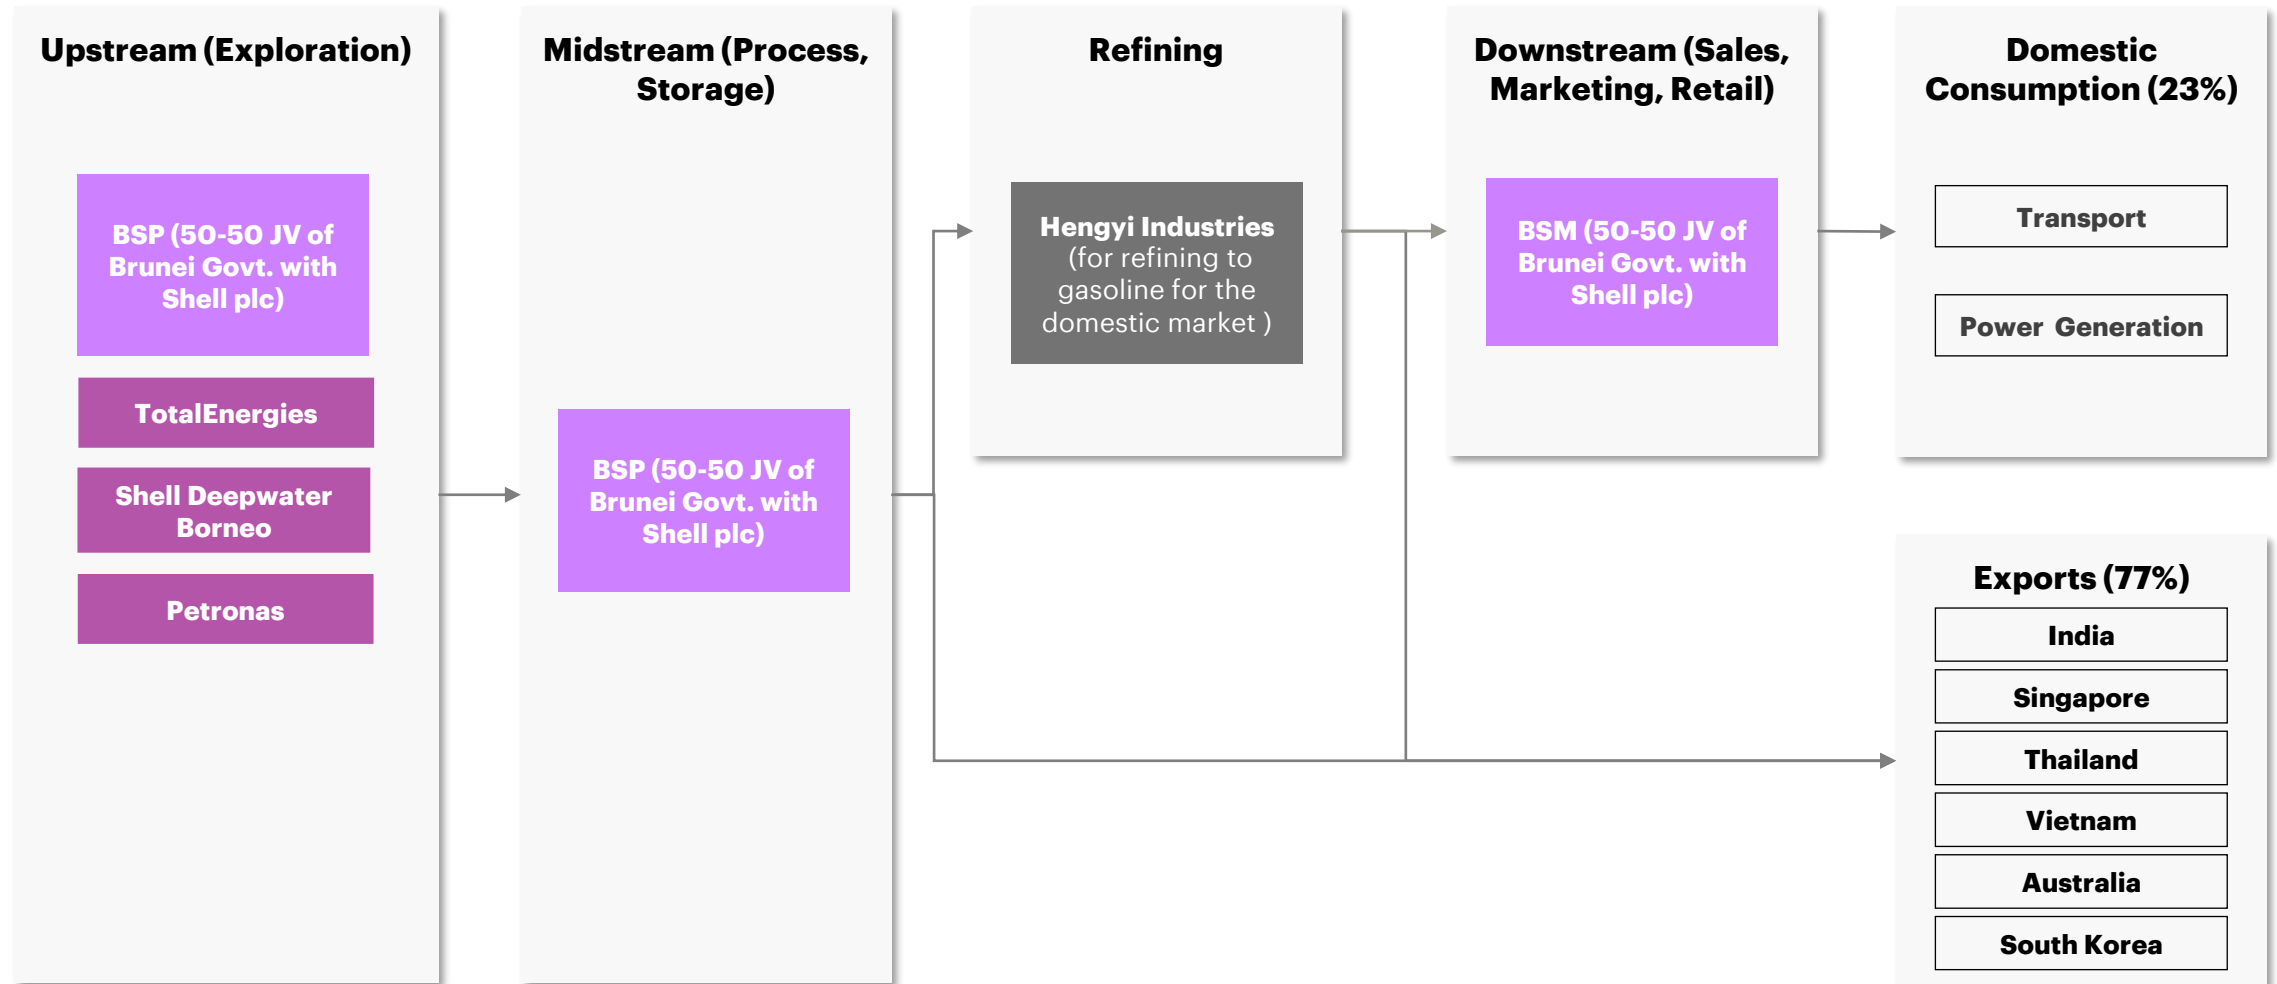 Upstream (Exploration)
BSP (50-50 JV of
Brunei Govt. with
Shell plc)
TotalEnergies
Shell Deepwater
Borneo
Petronas
Midstream (Process,
Storage)
BSP (50-50 JV of
Brunei Govt. with
Shell plc)
Refining
Hengyi Industries
(for refining to
gasoline for the
domestic market )
Downstream (Sales,
Marketing, Retail)
BSM (50-50 JV of
Brunei Govt. with
Shell plc)
Domestic
Consumption (23%)
Transport
Power Generation
Exports (77%)
India
Singapore
Thailand
Vietnam
Australia
South Korea